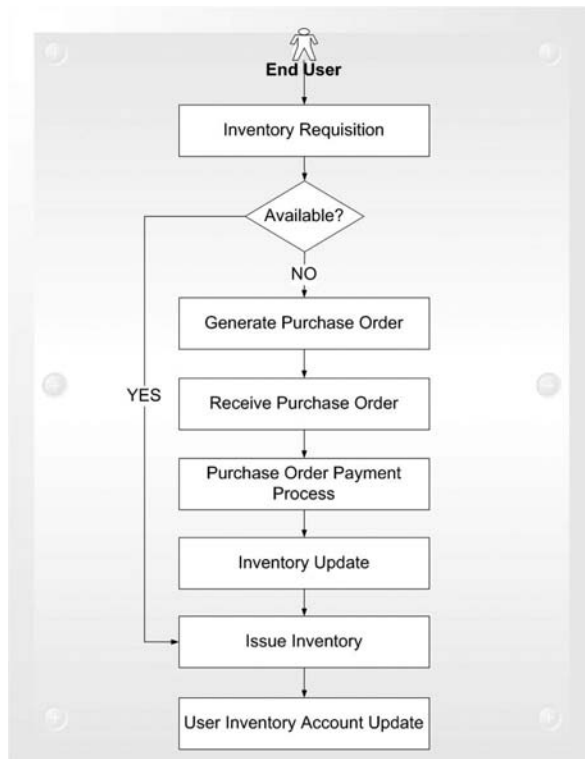 End User
Inventory Requisition
Available?
NO
Generate Purchase Order
YES
Receive Purchase Order
Purchase Order Payment
Process
Inventory Update
Issue Inventory
User Inventory Account Update